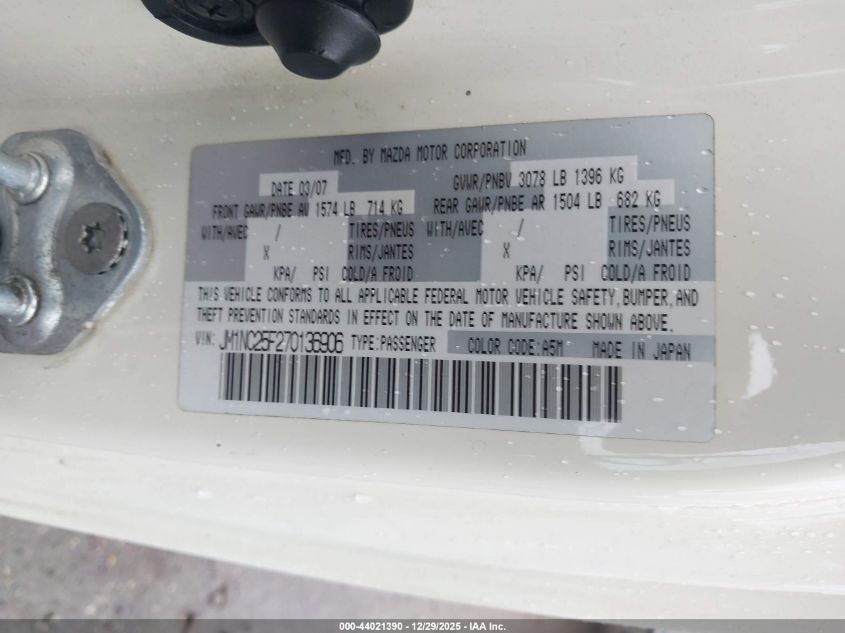 MFD. BY MAZDA MOTOR CORPORATION
DATE 03/07 GVWR/PNBV 3078 LB 1396 KG
FRONT GAWR/PNBE AV 1574 LB 714 KG REAR GAWR/PNBE AR 1504 LB 682 KG
WITH/AVEC / TIRES/PNEUS WITH/AVEC / TIRES/PNEUS
X RIMS/JANTES X RIMS/JANTES
KPA/ PSI COLD/A FROID KPA/ PSI COLD/A FROID
THIS VEHICLE CONFORMS TO ALL APPLICABLE FEDERAL MOTOR VEHICLE SAFETY, BUMPER, AND
THEFT PREVENTION STANDARDS IN EFFECT ON THE DATE OF MANUFACTURE SHOWN ABOVE.
VIN: JM1NC25F270136906 TYPE:PASSENGER COLOR CODE:A5M MADE IN JAPAN
000-44021390 - 12/29/2025 - IAA Inc.